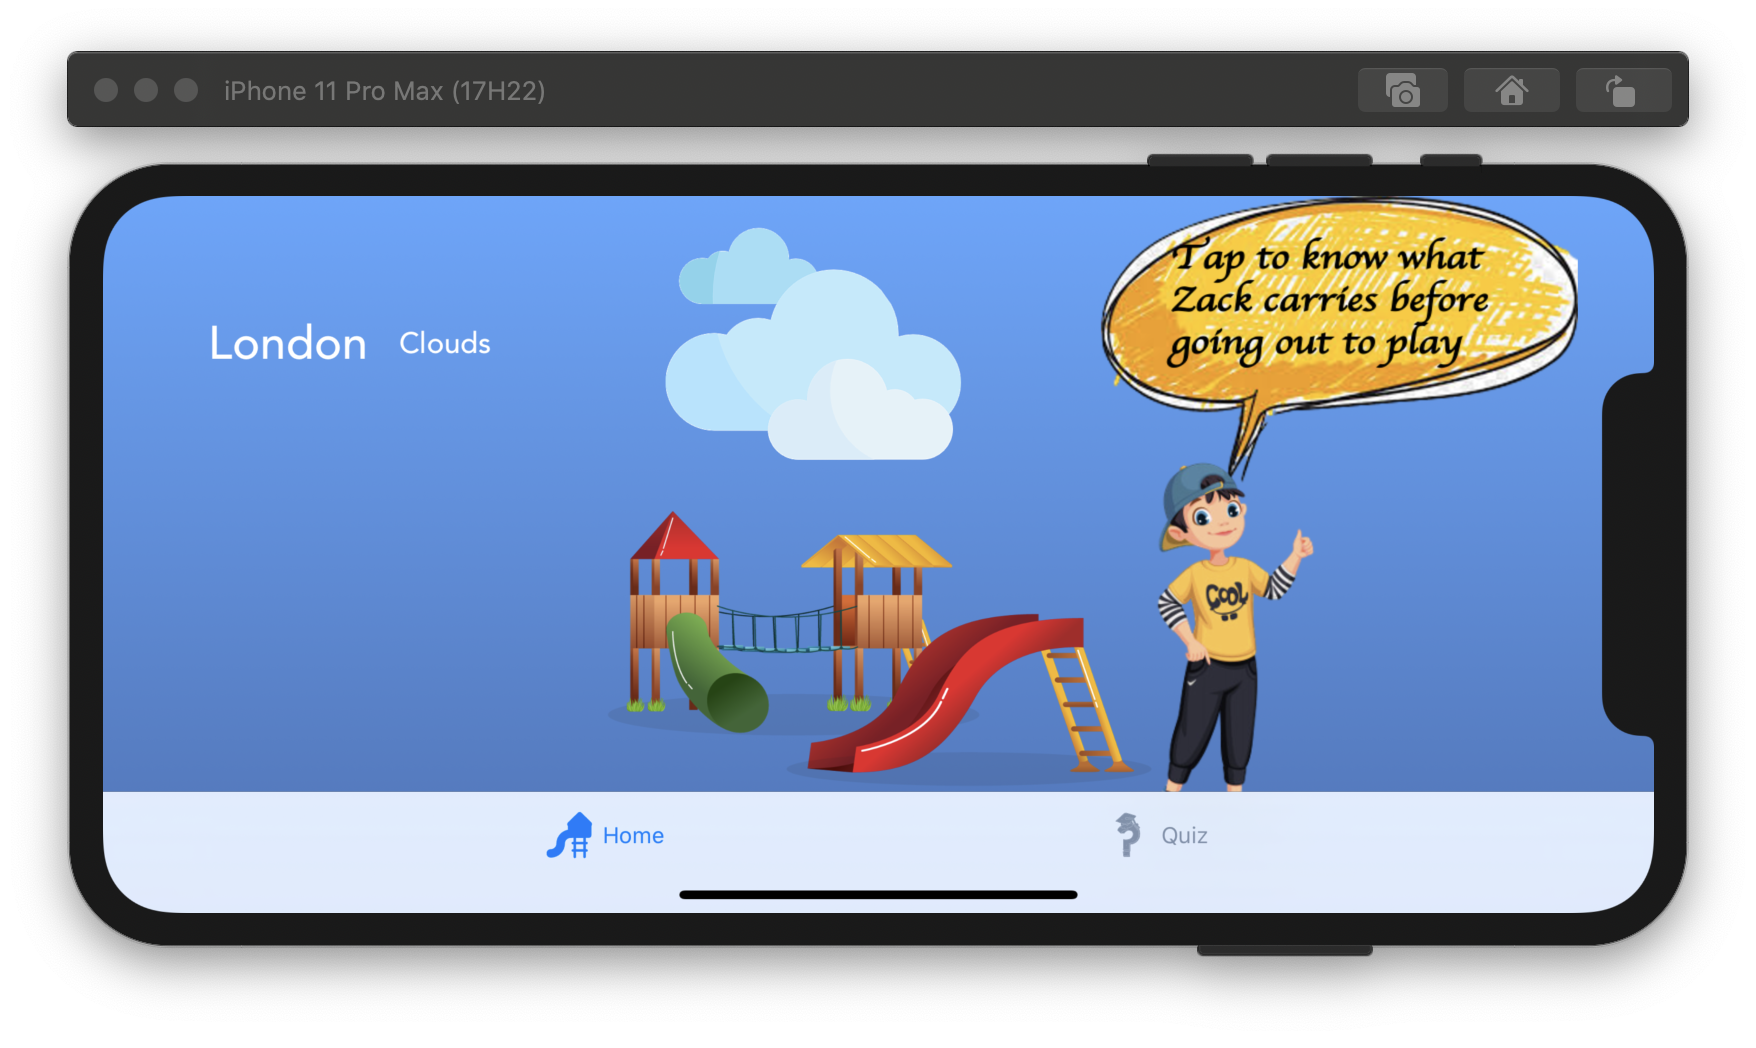 iPhone 11 Pro Max (17H22)
London
Clouds
Tap to know what
Zack carries before
going out to play
COOL
Home
Quiz